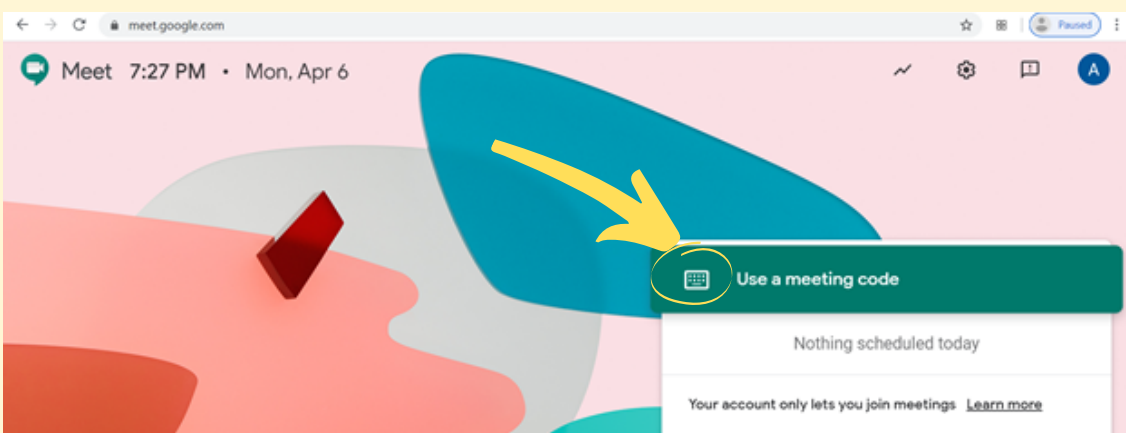 meet.google.com
Paused
Meet 7:27 PM • Mon, Apr 6
A
Use a meeting code
Nothing scheduled today
Your account only lets you join meetings Learn more